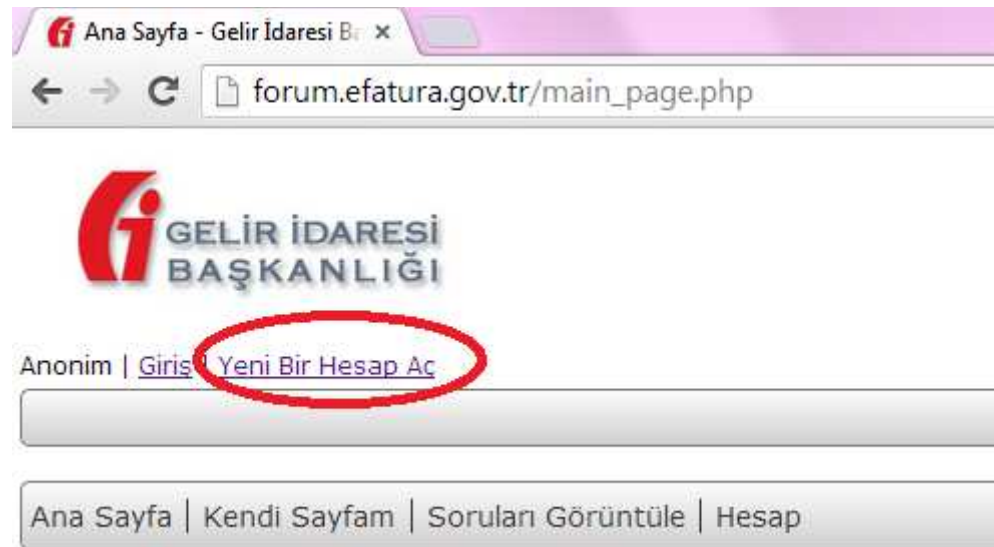 Ana Sayfa - Gelir İdaresi B
forum.efatura.gov.tr/main_page.php
GELİR İDARESİ
BAŞKANLIĞI
Anonim | Giriş | Yeni Bir Hesap Aç
Ana Sayfa | Kendi Sayfam | Soruları Görüntüle | Hesap